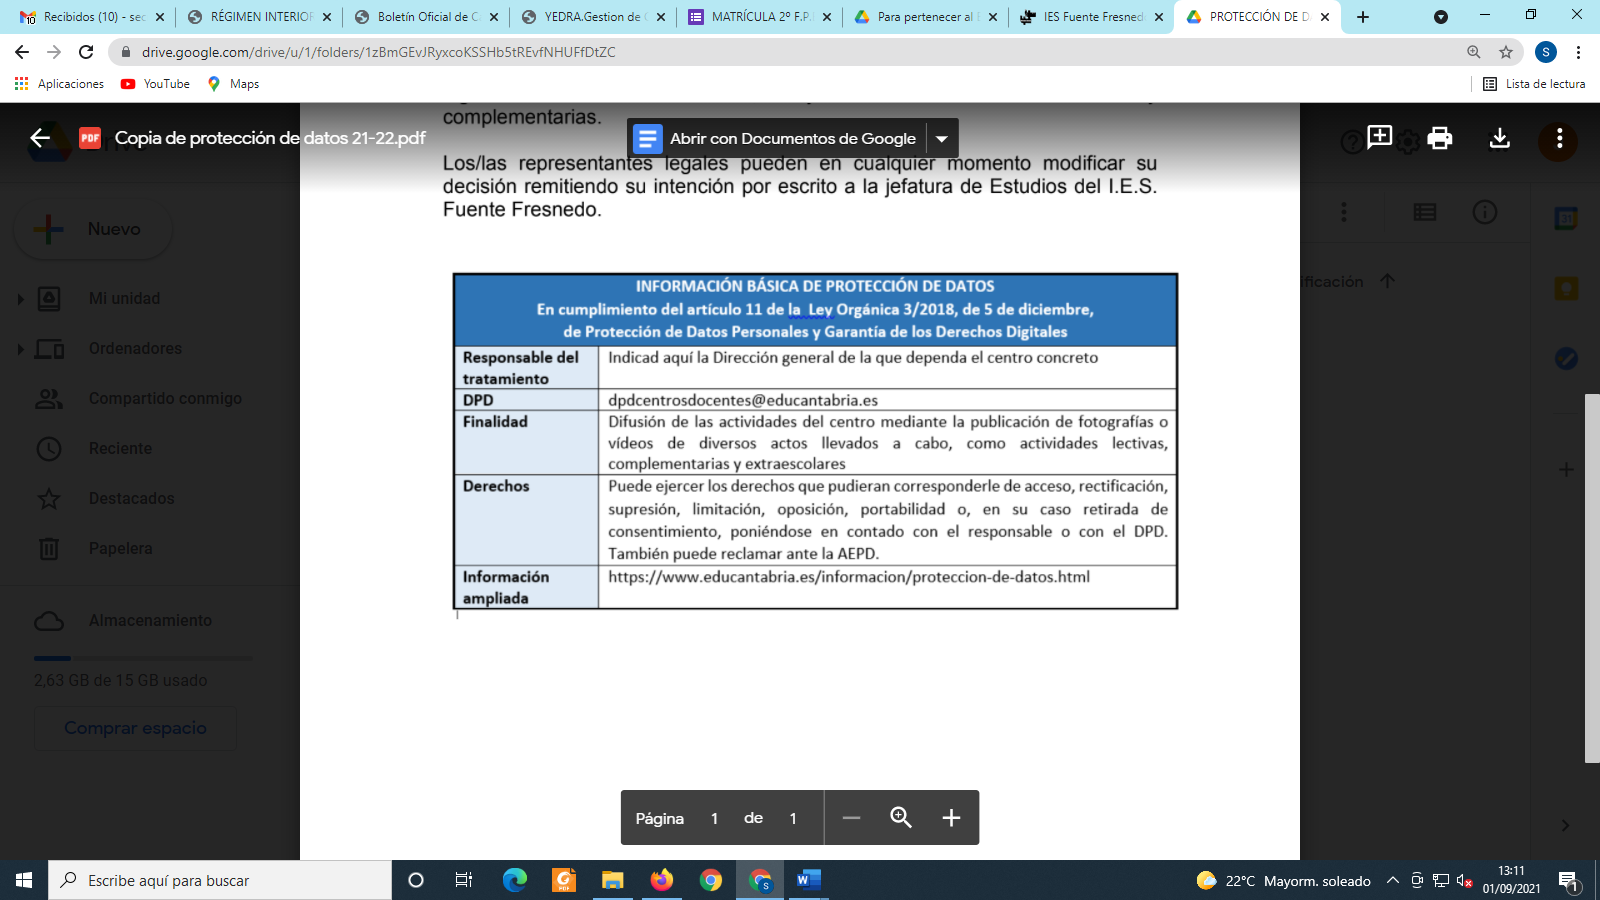 Recibidos (10) - sec
RÉGIMEN INTERIOR
Boletín Oficial de C
YEDRA.Gestion de
MATRÍCULA 2º F.P.
Para pertenecer al
IES Fuente Fresned
PROTECCIÓN DE D
drive.google.com/drive/u/1/folders/1zBmGEvJRyxcoKSSHb5tREvfNHUFfDtZC
S
Aplicaciones
YouTube
Maps
Lista de lectura
complementarias.
PDF
Copia de protección de datos 21-22.pdf
Abrir con Documentos de Google
Los/las representantes legales pueden en cualquier momento modificar su
decisión remitiendo su intención por escrito a la jefatura de Estudios del I.E.S.
Fuente Fresnedo.
Nuevo
Mi unidad
Ordenadores
Compartido conmigo
Reciente
Destacados
Papelera
Almacenamiento
2,63 GB de 15 GB usado
Comprar espacio
ificación
31
INFORMACIÓN BÁSICA DE PROTECCIÓN DE DATOS
En cumplimiento del artículo 11 de la Ley Orgánica 3/2018, de 5 de diciembre,
de Protección de Datos Personales y Garantía de los Derechos Digitales
Responsable del
tratamiento
Indicad aquí la Dirección general de la que dependa el centro concreto
DPD
dpdcentrosdocentes@educantabria.es
Finalidad
Difusión de las actividades del centro mediante la publicación de fotografías o
vídeos de diversos actos llevados a cabo, como actividades lectivas,
complementarias y extraescolares
Derechos
Puede ejercer los derechos que pudieran corresponderle de acceso, rectificación,
supresión, limitación, oposición, portabilidad o, en su caso retirada de
consentimiento, poniéndose en contado con el responsable o con el DPD.
También puede reclamar ante la AEPD.
Información
ampliada
https://www.educantabria.es/informacion/proteccion-de-datos.html
Página 1 de 1
Escribe aquí para buscar
22°C Mayorm. soleado
13:11
01/09/2021
1